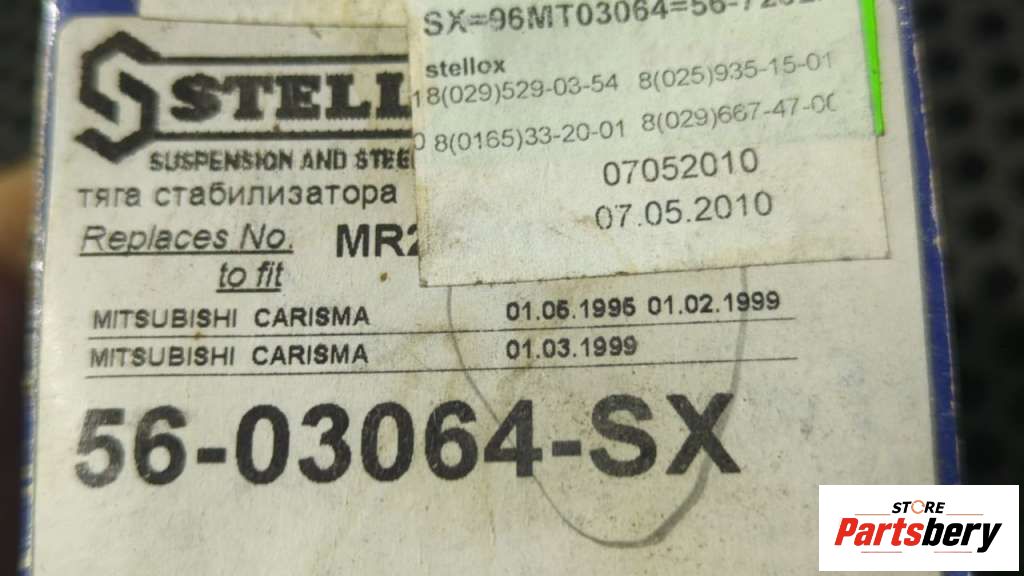 SX=96MT03064=56-
stellox
8(029)529-03-54 8(025)935-15-01
8(0165)33-20-01 8(029)667-47-00
07052010
07.05.2010
STELL
SUSPENSION AND STEE
тяга стабилизатора
Replaces No. MR2
to fit
MITSUBISHI CARISMA 01.05.1995 01.02.1999
MITSUBISHI CARISMA 01.03.1999
56-03064-SX
STORE
Partsbery